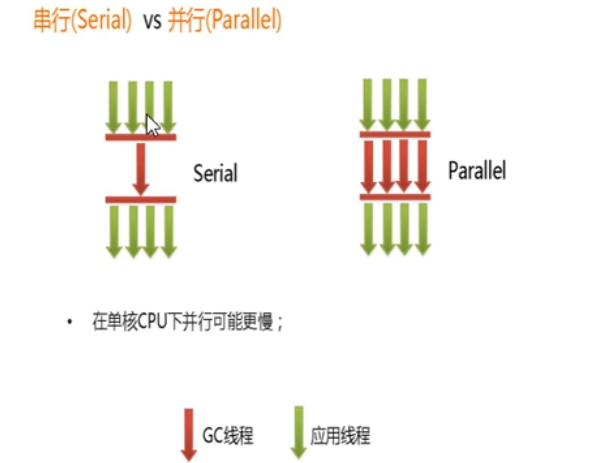 串行(Serial) vs 并行(Parallel)
Serial
Parallel
• 在单核CPU下并行可能更慢；
GC线程
应用线程